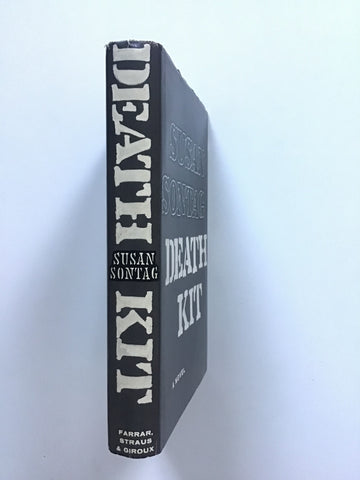 DEATH
SUSAN
SONTAG
KIT
FARRAR,
STRAUS
& GIROUX
SUSAN
SONTAG
DEATH
KIT
A NOVEL